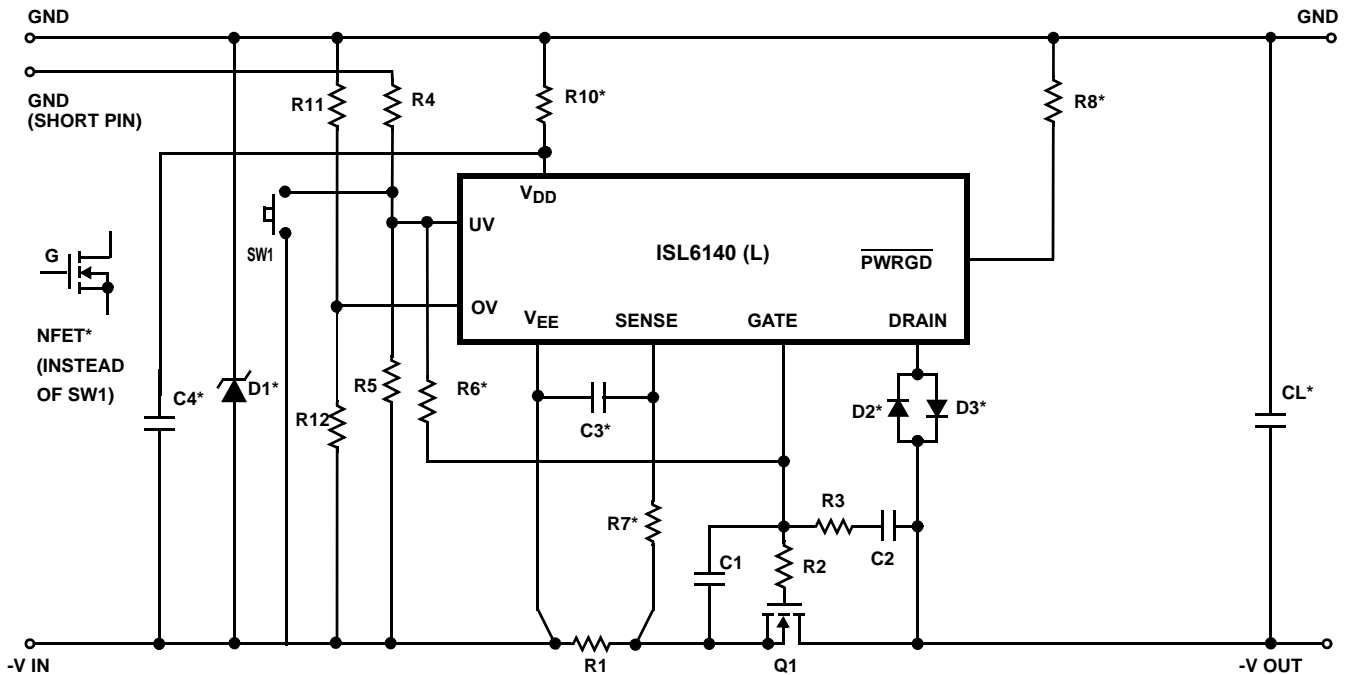 GND
GND
GND
(SHORT PIN)
R11
R4
R10*
R8*
VDD
UV
SW1
ISL6140 (L)
PWRGD
G
OV
VEE
SENSE
GATE
DRAIN
NFET*
(INSTEAD
OF SW1)
C4*
D1*
R5
R6*
R12
C3*
D2*
D3*
CL*
R3
R7*
C1
R2
C2
-V IN
R1
Q1
-V OUT